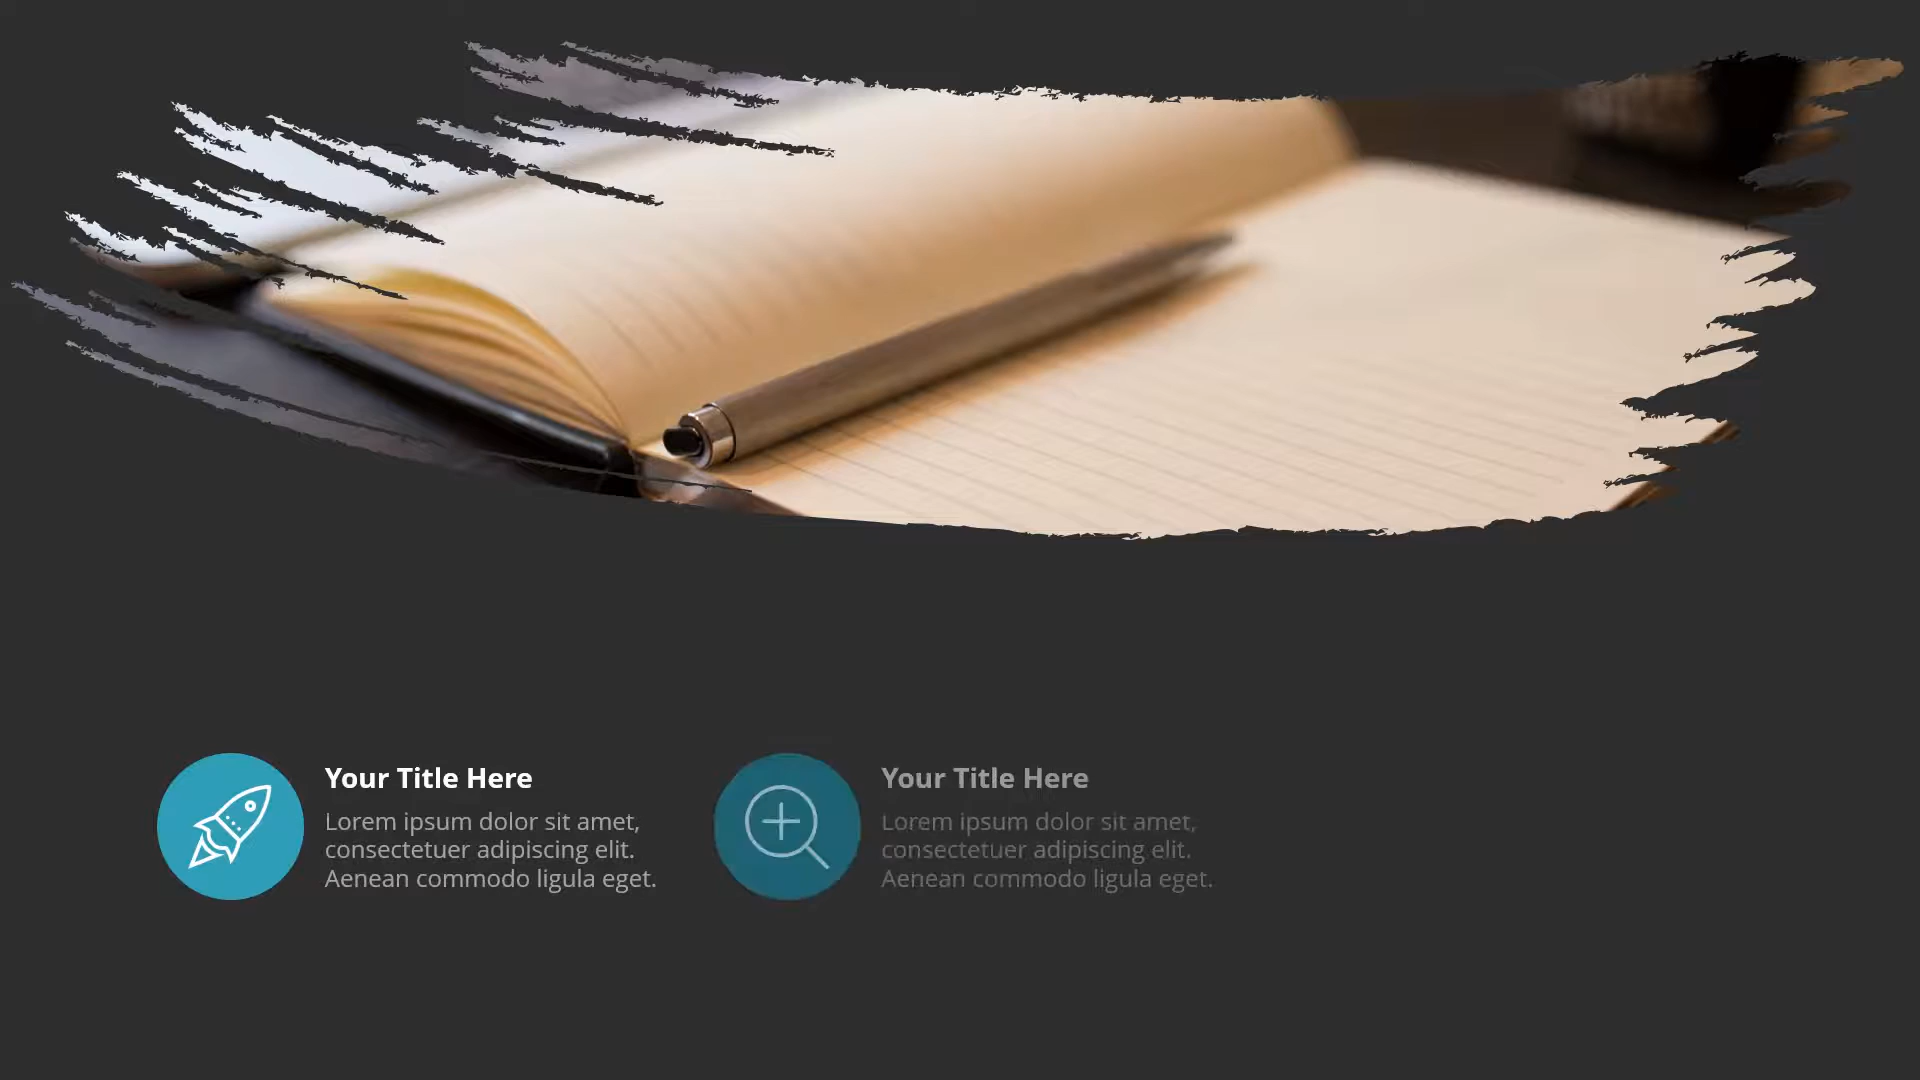 Your Title Here
Lorem ipsum dolor sit amet,
consectetuer adipiscing elit.
Aenean commodo ligula eget.
Your Title Here
Lorem ipsum dolor sit amet,
consectetuer adipiscing elit.
Aenean commodo ligula eget.